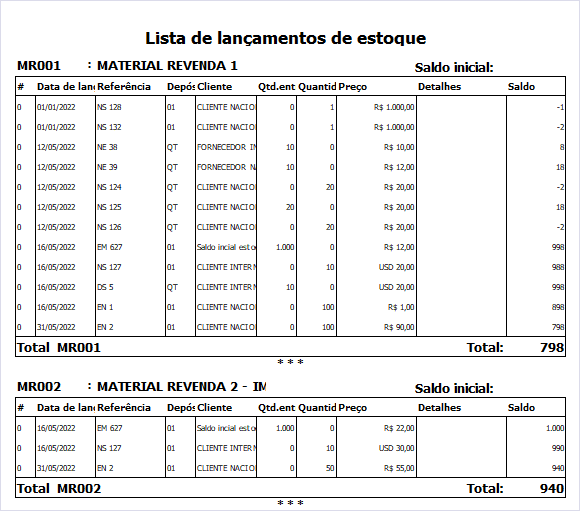 Lista de lançamentos de estoque
MR001 : MATERIAL REVENDA 1 Saldo inicial:
# Data de lan Referência Depós Cliente Qtd.ent Quantid Preço Detalhes Saldo
0 01/01/2022 NS 128 01 CLIENTE NACIO 0 1 R$ 1.000,00 -1
0 01/01/2022 NS 132 01 CLIENTE NACIO 0 1 R$ 1.000,00 -2
0 12/05/2022 NE 38 QT FORNECEDOR IN 10 0 R$ 10,00 8
0 12/05/2022 NE 39 QT FORNECEDOR N 10 0 R$ 12,00 18
0 12/05/2022 NS 124 QT CLIENTE NACIO 0 20 R$ 20,00 -2
0 12/05/2022 NS 125 QT CLIENTE NACIO 20 0 R$ 20,00 18
0 12/05/2022 NS 126 QT CLIENTE NACIO 0 20 R$ 20,00 -2
0 16/05/2022 EM 627 01 Saldo incial esto 1.000 0 R$ 12,00 998
0 16/05/2022 NS 127 01 CLIENTE INTERN 0 10 USD 20,00 988
0 16/05/2022 DS 5 QT CLIENTE INTERN 10 0 USD 20,00 998
0 16/05/2022 EN 1 01 CLIENTE NACIO 0 100 R$ 1,00 898
0 31/05/2022 EN 2 01 CLIENTE NACIO 0 100 R$ 90,00 798
Total MR001 Total: 798
* * *
MR002 : MATERIAL REVENDA 2 - IM Saldo inicial:
# Data de lan Referência Depós Cliente Qtd.ent Quantid Preço Detalhes Saldo
0 16/05/2022 EM 627 01 Saldo incial esto 1.000 0 R$ 22,00 1.000
0 16/05/2022 NS 127 01 CLIENTE INTERN 0 10 USD 30,00 990
0 31/05/2022 EN 2 01 CLIENTE NACIO 0 50 R$ 55,00 940
Total MR002 Total: 940
* * *